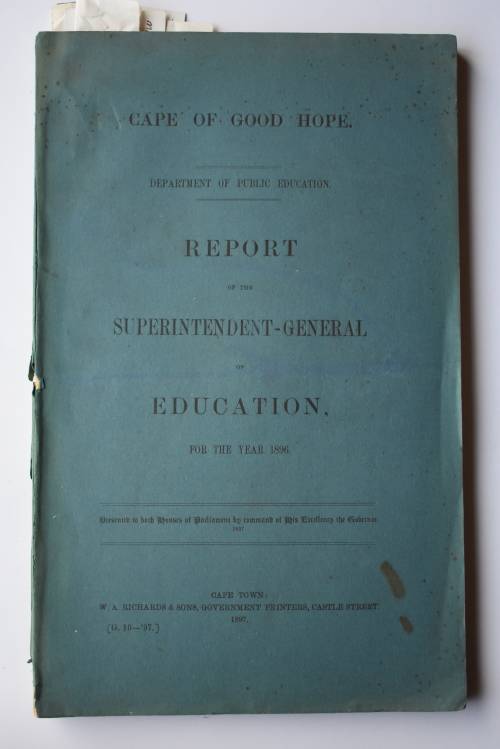 CAPE OF GOOD HOPE.
DEPARTMENT OF PUBLIC EDUCATION.
REPORT
OF THE
SUPERINTENDENT-GENERAL
OF
EDUCATION,
FOR THE YEAR 1896.
Presented to both Houses of Parliament by command of His Excellency the Governor
1897
CAPE TOWN:
W. A. RICHARDS & SONS, GOVERNMENT PRINTERS, CASTLE STREET
1897.
(G. 10—'97.)